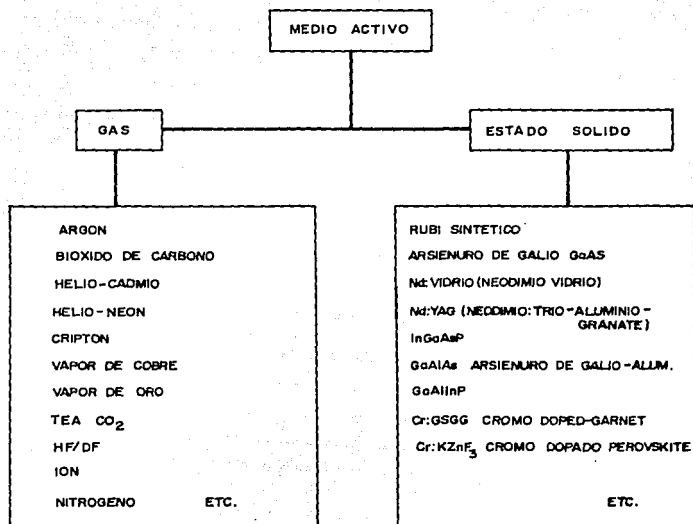 MEDIO ACTIVO
GAS
ESTADO SOLIDO
ARGON
BIOXIDO DE CARBONO
HELIO-CADMIO
HELIO-NEON
CRIPTON
VAPOR DE COBRE
VAPOR DE ORO
TEA CO₂
HF/DF
ION
NITROGENO ETC.
RUBI SINTETICO
ARSIENURO DE GALIO GaAS
Nd:VIDRIO (NEODIMIO VIDRIO)
Nd:YAG (NEODIMIO:TRIO-ALUMINIO-
GRANATE)
InGaAsP
GaAlAs ARSIENURO DE GALIO-ALUM.
GaAlInP
Cr:GSGG CROMO DOPED-GARNET
Cr:KZnF₃ CROMO DOPADO PEROVSKITE
ETC.